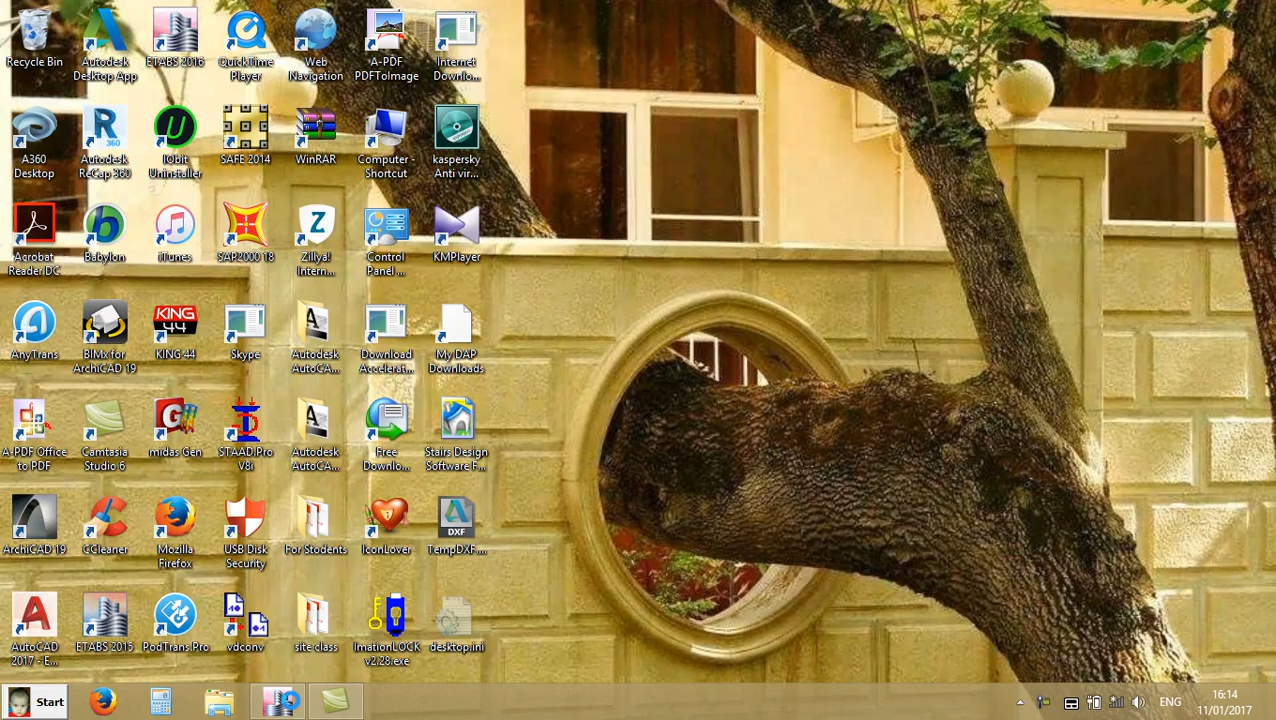 Recycle Bin
Autodesk
Desktop App
ETABS 2016
QuickTime
Player
Web
Navigation
A-PDF
PDFToImage
Internet
Downlo...
A360
Desktop
Autodesk
ReCap 360
IObit
Uninstaller
SAFE 2014
WinRAR
Computer -
Shortcut
kaspersky
Anti vir...
Acrobat
Reader DC
Babylon
iTunes
SAP2000 18
Zillya!
Intern...
Control
Panel ...
KMPlayer
AnyTrans
BIMx for
ArchiCAD 19
KING 44
Skype
Autodesk
AutoCA...
Download
Accelerat...
My DAP
Downloads
A-PDF Office
to PDF
Camtasia
Studio 6
midas Gen
STAAD.Pro
V8i
Autodesk
AutoCA...
Free
Downlo...
Stairs Design
Software F...
ArchiCAD 19
CCleaner
Mozilla
Firefox
USB Disk
Security
For Stodents
IconLover
DXF
TempDXF....
AutoCAD
2017 - E...
ETABS 2015
PodTrans Pro
vdconv
site class
ImationLOCK
v2.28.exe
desktop.ini
Start
ENG
16:14
11/01/2017